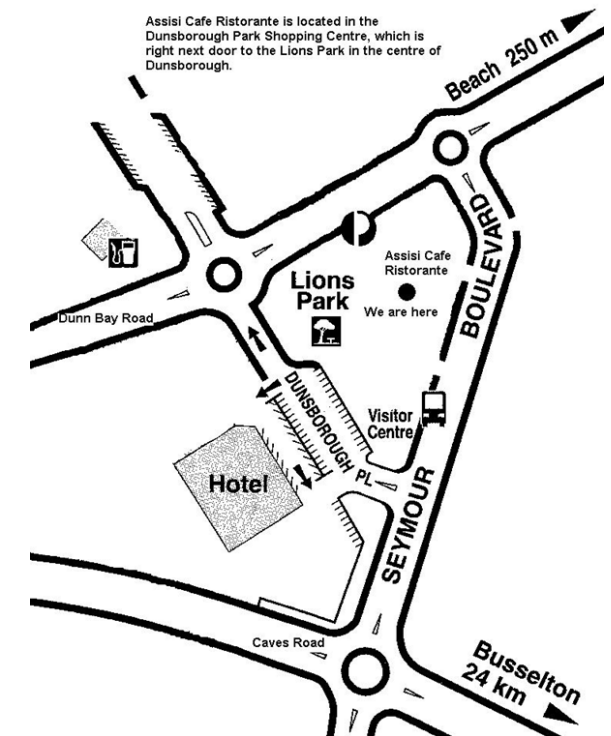 Assisi Cafe Ristorante is located in the
Dunsborough Park Shopping Centre, which is
right next door to the Lions Park in the centre of
Dunsborough.
Beach 250 m
Assisi Cafe
Ristorante
We are here
Lions
Park
Dunn Bay Road
BOULEVARD
DUNSBOROUGH PL
Visitor
Centre
Hotel
SEYMOUR
Caves Road
Busselton
24 km